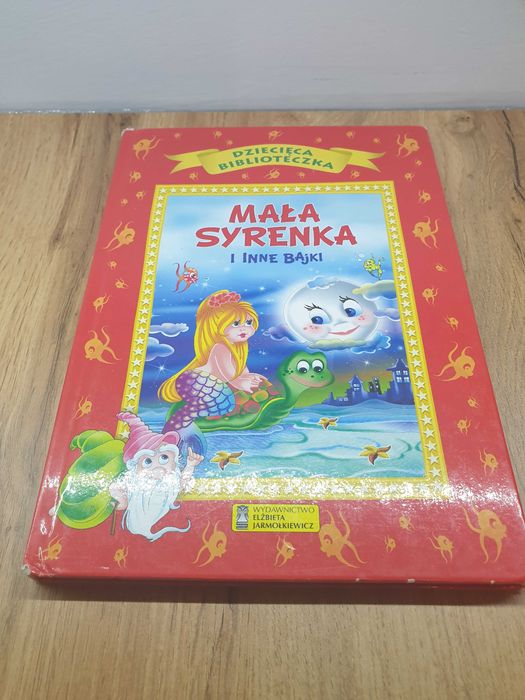 DZIECIĘCA
BIBLIOTECZKA
MAŁA
SYRENKA
I INNE BAJKI
WYDAWNICTWO
ELŻBIETA
JARMOŁKIEWICZ